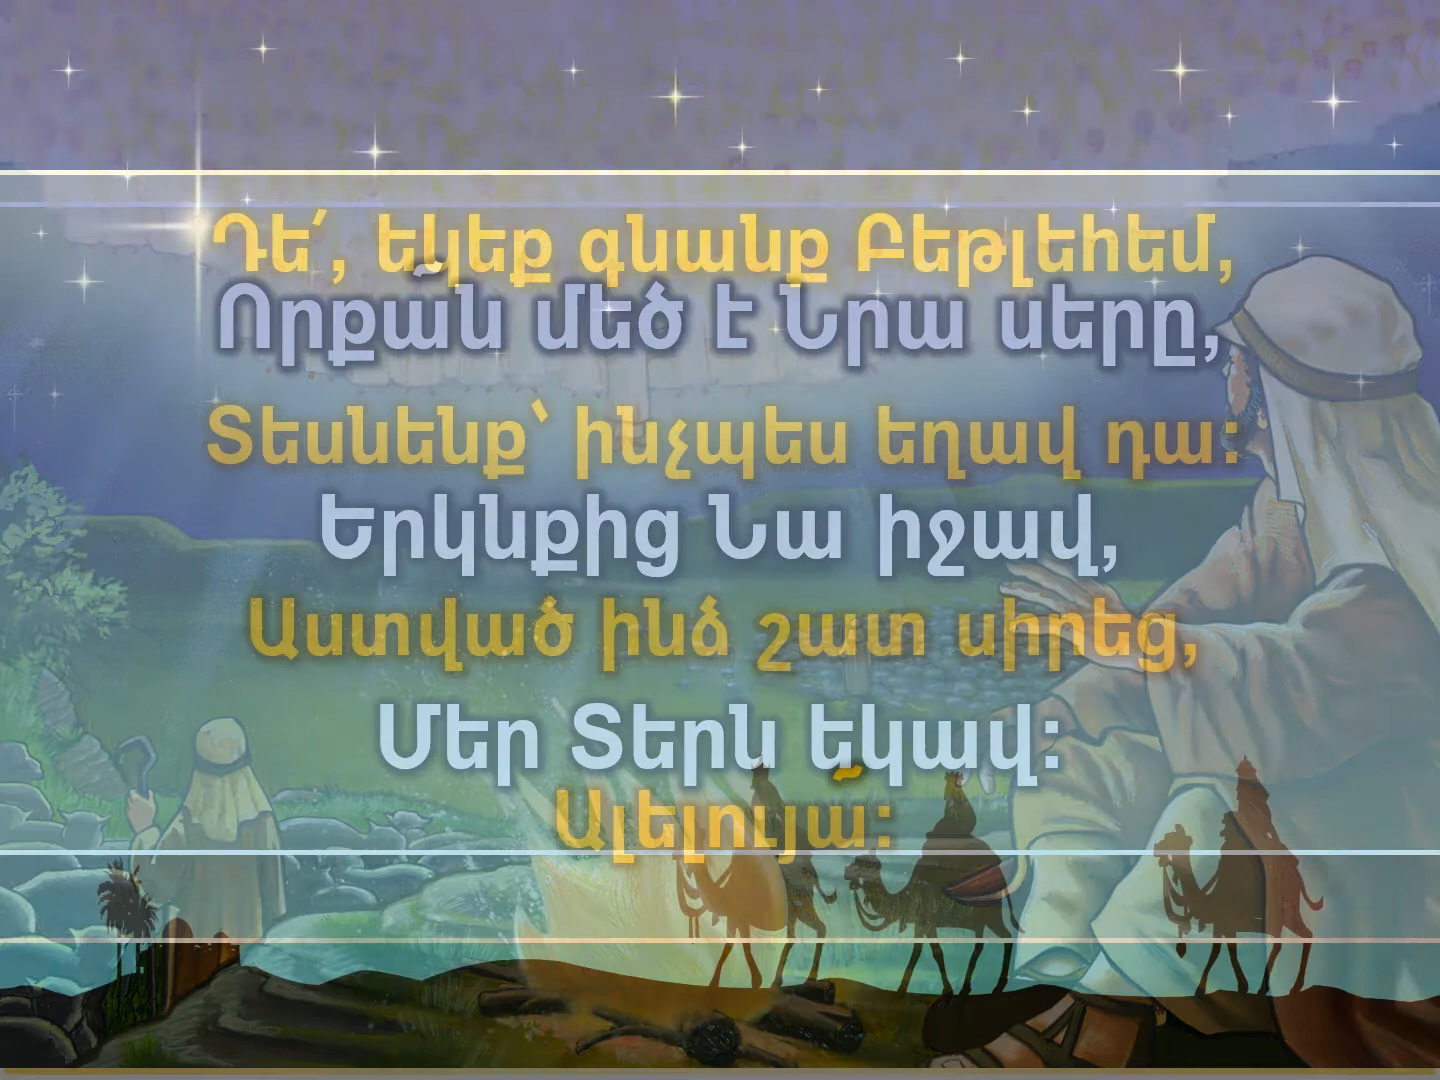 Դե՛, եկեք գնանք Բեթլեհեմ,
Որքա՜ն մեծ է Նրա սերը,
Տեսնենք՝ ինչպես եղավ դա:
Երկնքից Նա իջավ,
Աստված ինձ շատ սիրեց,
Մեր Տերն եկավ:
Ալելույա՜: